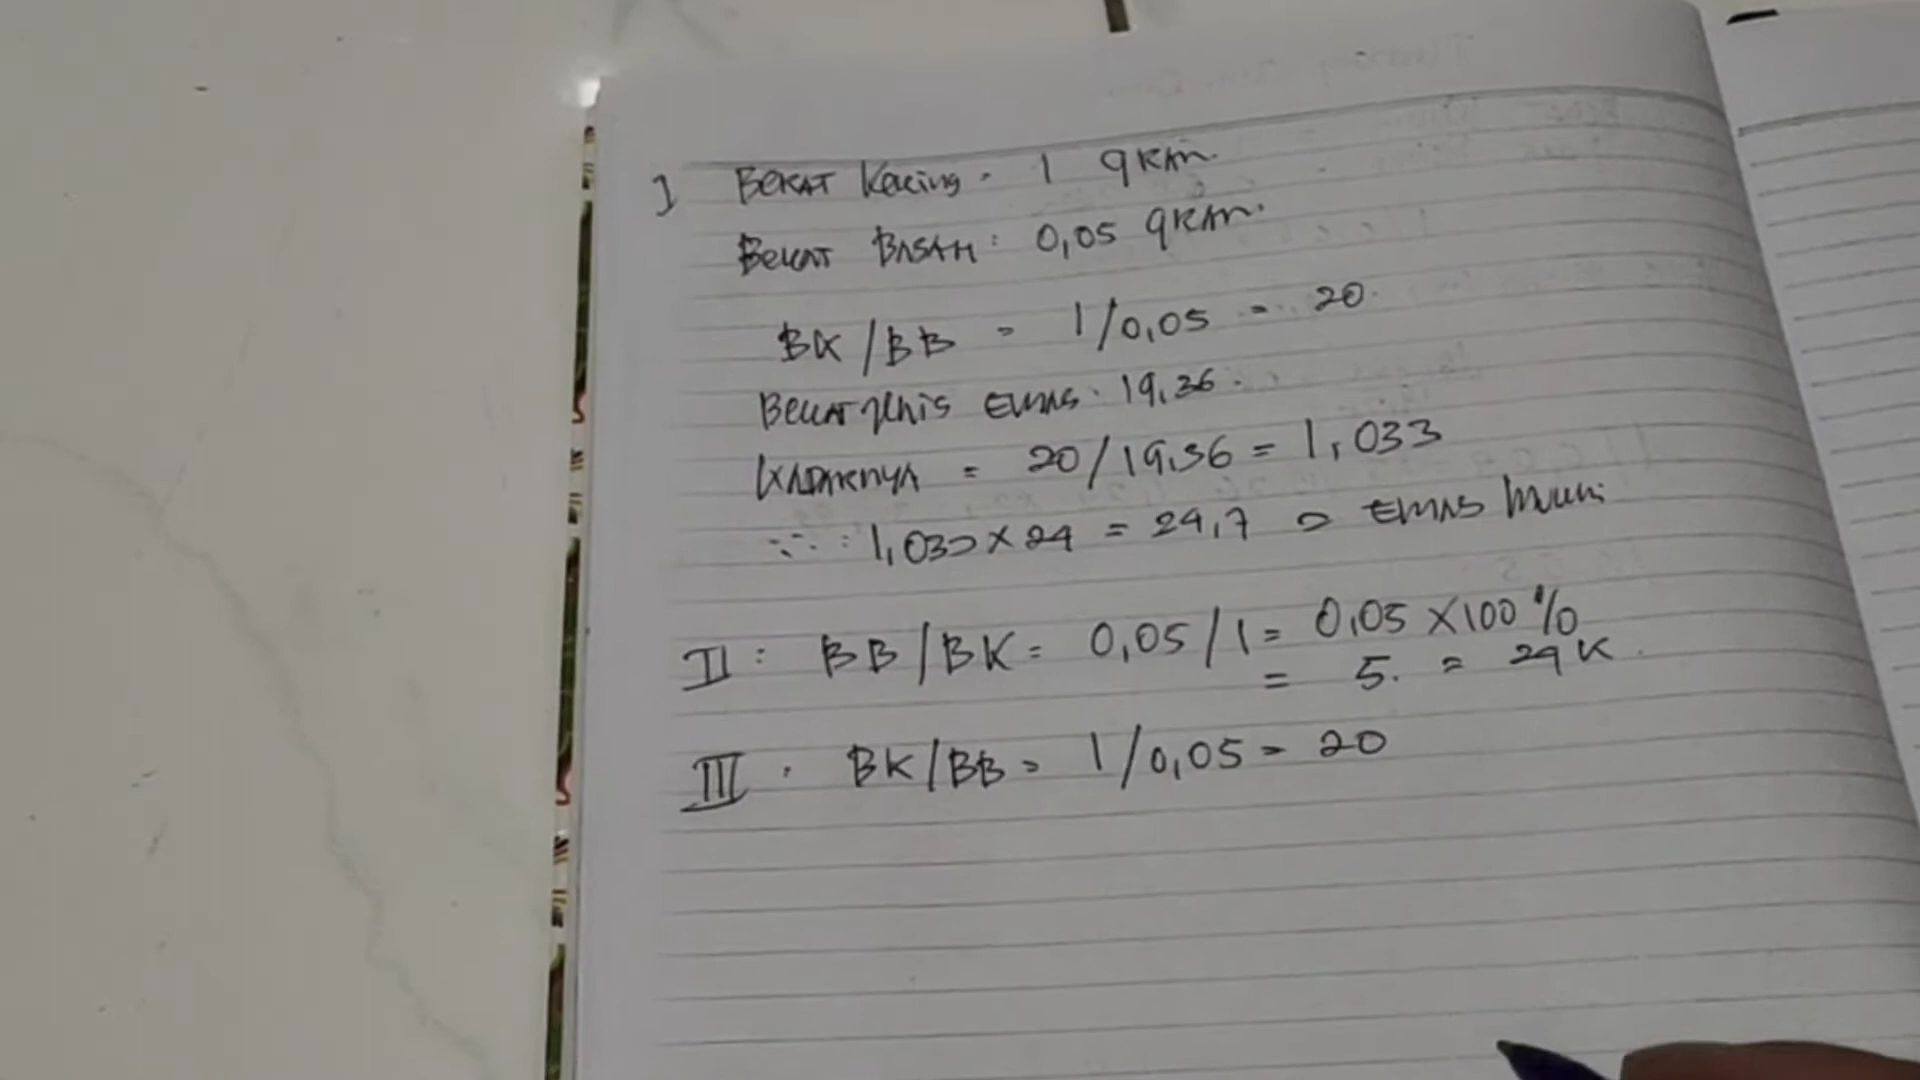 I Berat Kering = 1 gram.
Berat Basah : 0,05 gram.
BK/BB = 1/0,05 = 20.
Berat Jenis Emas = 19,36.
Kadarnya = 20/19,36 = 1,033
: 1,033 x 24 = 24,7 => Emas Murni
II : BB/BK = 0,05/1 = 0,05 x 100 %
= 5. = 24 K.
III . BK/BB = 1/0,05 = 20